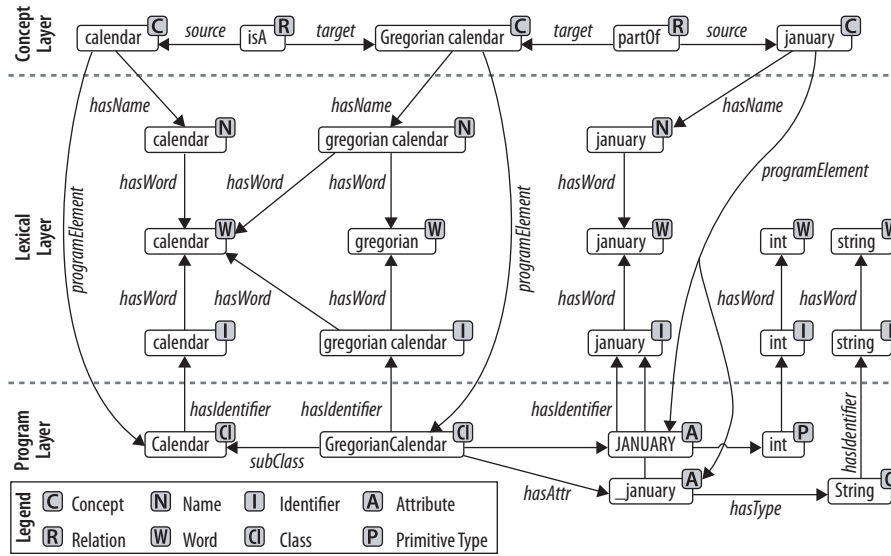 Concept Layer
calendar C
source
isA R
target
Gregorian calendar C
target
partOf R
source
january C
hasName
hasName
hasName
Lexical Layer
calendar N
gregorian calendar N
january N
programElement
hasWord
hasWord
hasWord
hasWord
programElement
programElement
calendar W
gregorian W
january W
int W
string W
hasWord
hasWord
hasWord
hasWord
hasWord
hasWord
calendar I
gregorian calendar I
january I
int I
string I
Program Layer
hasIdentifier
hasIdentifier
hasIdentifier
hasIdentifier
Calendar Cl
subClass
GregorianCalendar Cl
JANUARY A
int P
hasAttr
_january A
hasType
String
Legend
C Concept
N Name
I Identifier
A Attribute
R Relation
W Word
Cl Class
P Primitive Type